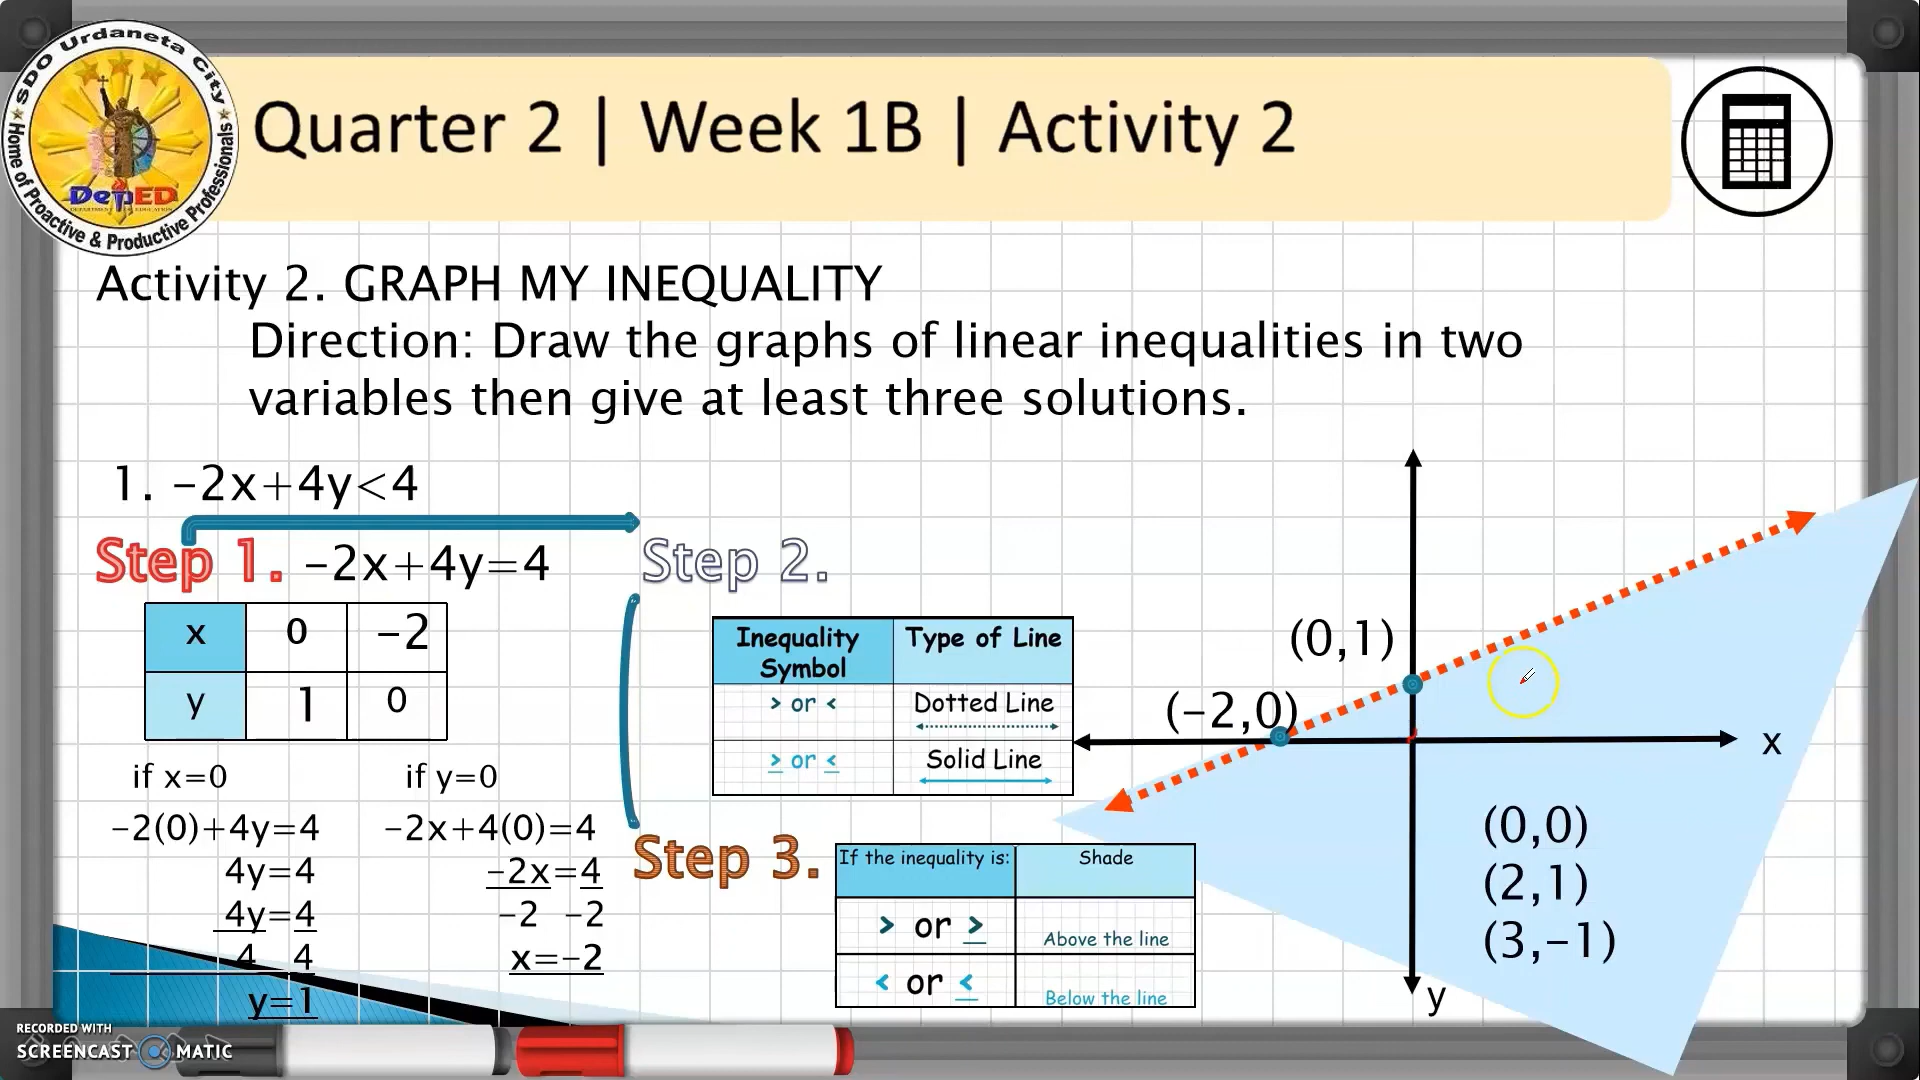 SDO Urdaneta City
Home of Proactive & Productive Professionals
DepED
DEPARTMENT OF EDUCATION
Quarter 2 | Week 1B | Activity 2
Activity 2. GRAPH MY INEQUALITY
Direction: Draw the graphs of linear inequalities in two
variables then give at least three solutions.
1. -2x+4y<4
Step 1. -2x+4y=4
x 0 -2
y 1 0
if x=0
-2(0)+4y=4
4y=4
4y=4
4 4
y=1
if y=0
-2x+4(0)=4
-2x=4
-2 -2
x=-2
Step 2.
Inequality Symbol Type of Line
> or < Dotted Line
≥ or ≤ Solid Line
Step 3.
If the inequality is: Shade
> or ≥ Above the line
< or ≤ Below the line
(0,1)
(-2,0)
x
(0,0)
(2,1)
(3,-1)
y
RECORDED WITH
SCREENCAST MATIC